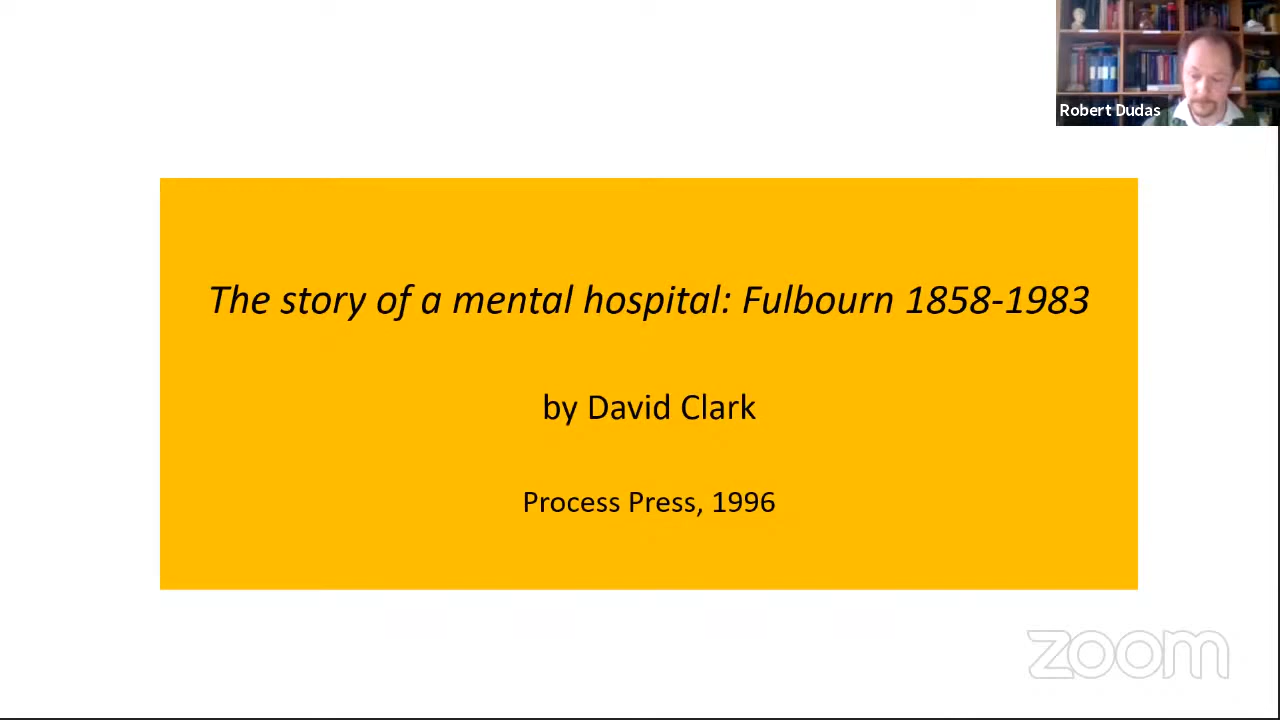 Robert Dudas
The story of a mental hospital: Fulbourn 1858-1983
by David Clark
Process Press, 1996
zoom